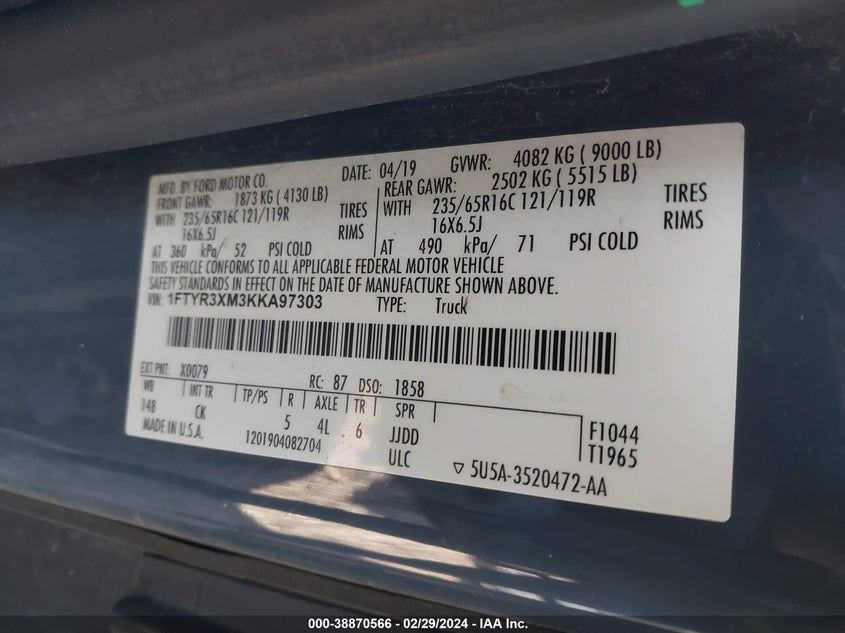 MFD. BY FORD MOTOR CO. DATE: 04/19 GVWR: 4082 KG ( 9000 LB)
FRONT GAWR: 1873 KG ( 4130 LB) REAR GAWR: 2502 KG ( 5515 LB)
WITH 235/65R16C 121/119R TIRES WITH 235/65R16C 121/119R TIRES
16X6.5J RIMS 16X6.5J RIMS
AT 360 kPa/ 52 PSI COLD AT 490 kPa/ 71 PSI COLD
THIS VEHICLE CONFORMS TO ALL APPLICABLE FEDERAL MOTOR VEHICLE
SAFETY STANDARDS IN EFFECT ON THE DATE OF MANUFACTURE SHOWN ABOVE.
VIN: 1FTYR3XM3KKA97303 TYPE: Truck
EXT PNT: X0079 RC: 87 DSO: 1858
WB INT TR TP/PS R AXLE TR SPR
148 CK 5 4L 6 JJDD F1044
MADE IN U.S.A. 1201904082704 ULC T1965
▽ 5U5A-3520472-AA
000-38870566 - 02/29/2024 - IAA Inc.